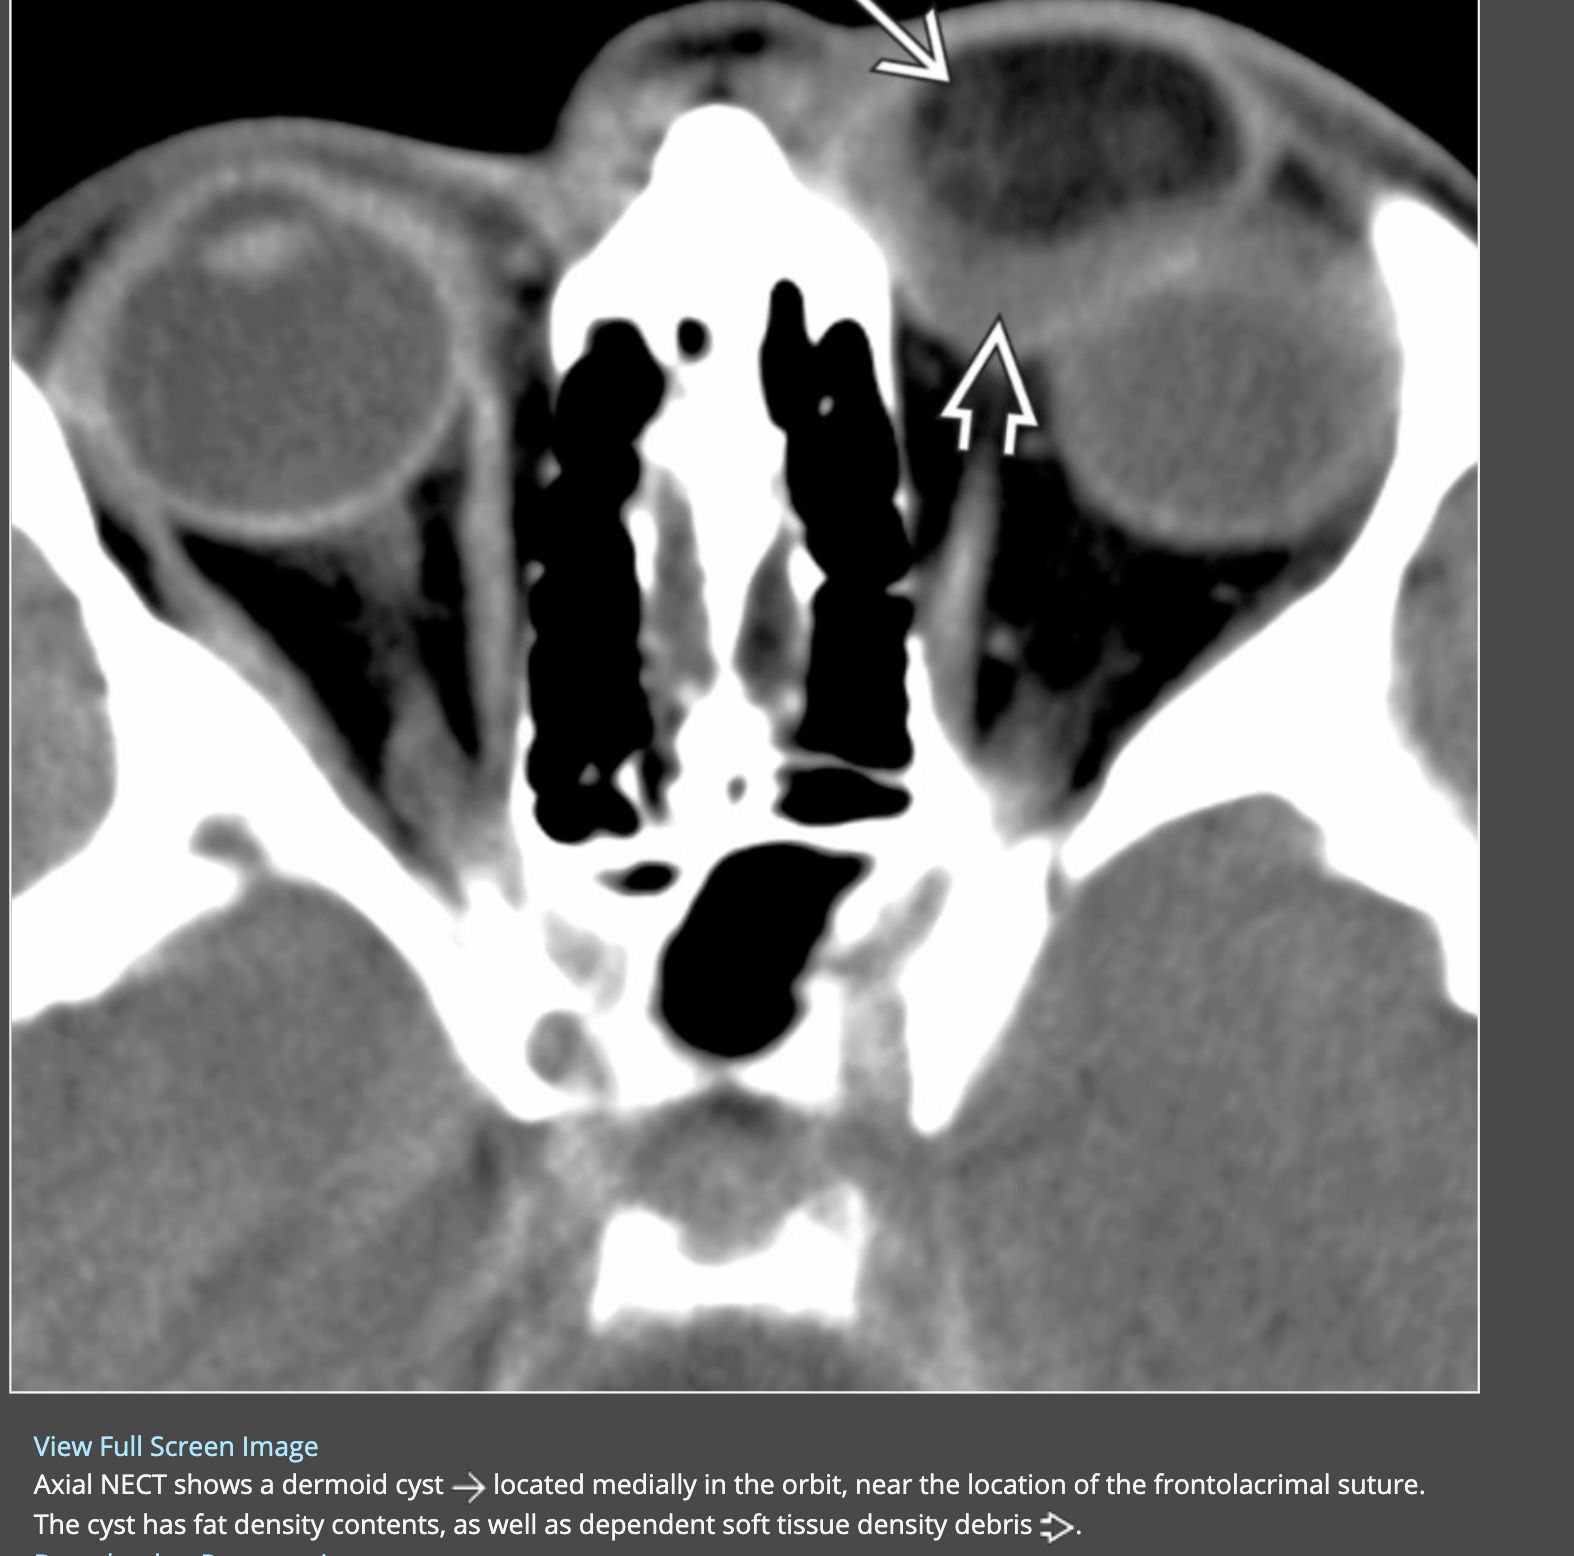 View Full Screen Image
Axial NECT shows a dermoid cyst → located medially in the orbit, near the location of the frontolacrimal suture.
The cyst has fat density contents, as well as dependent soft tissue density debris ⇨.